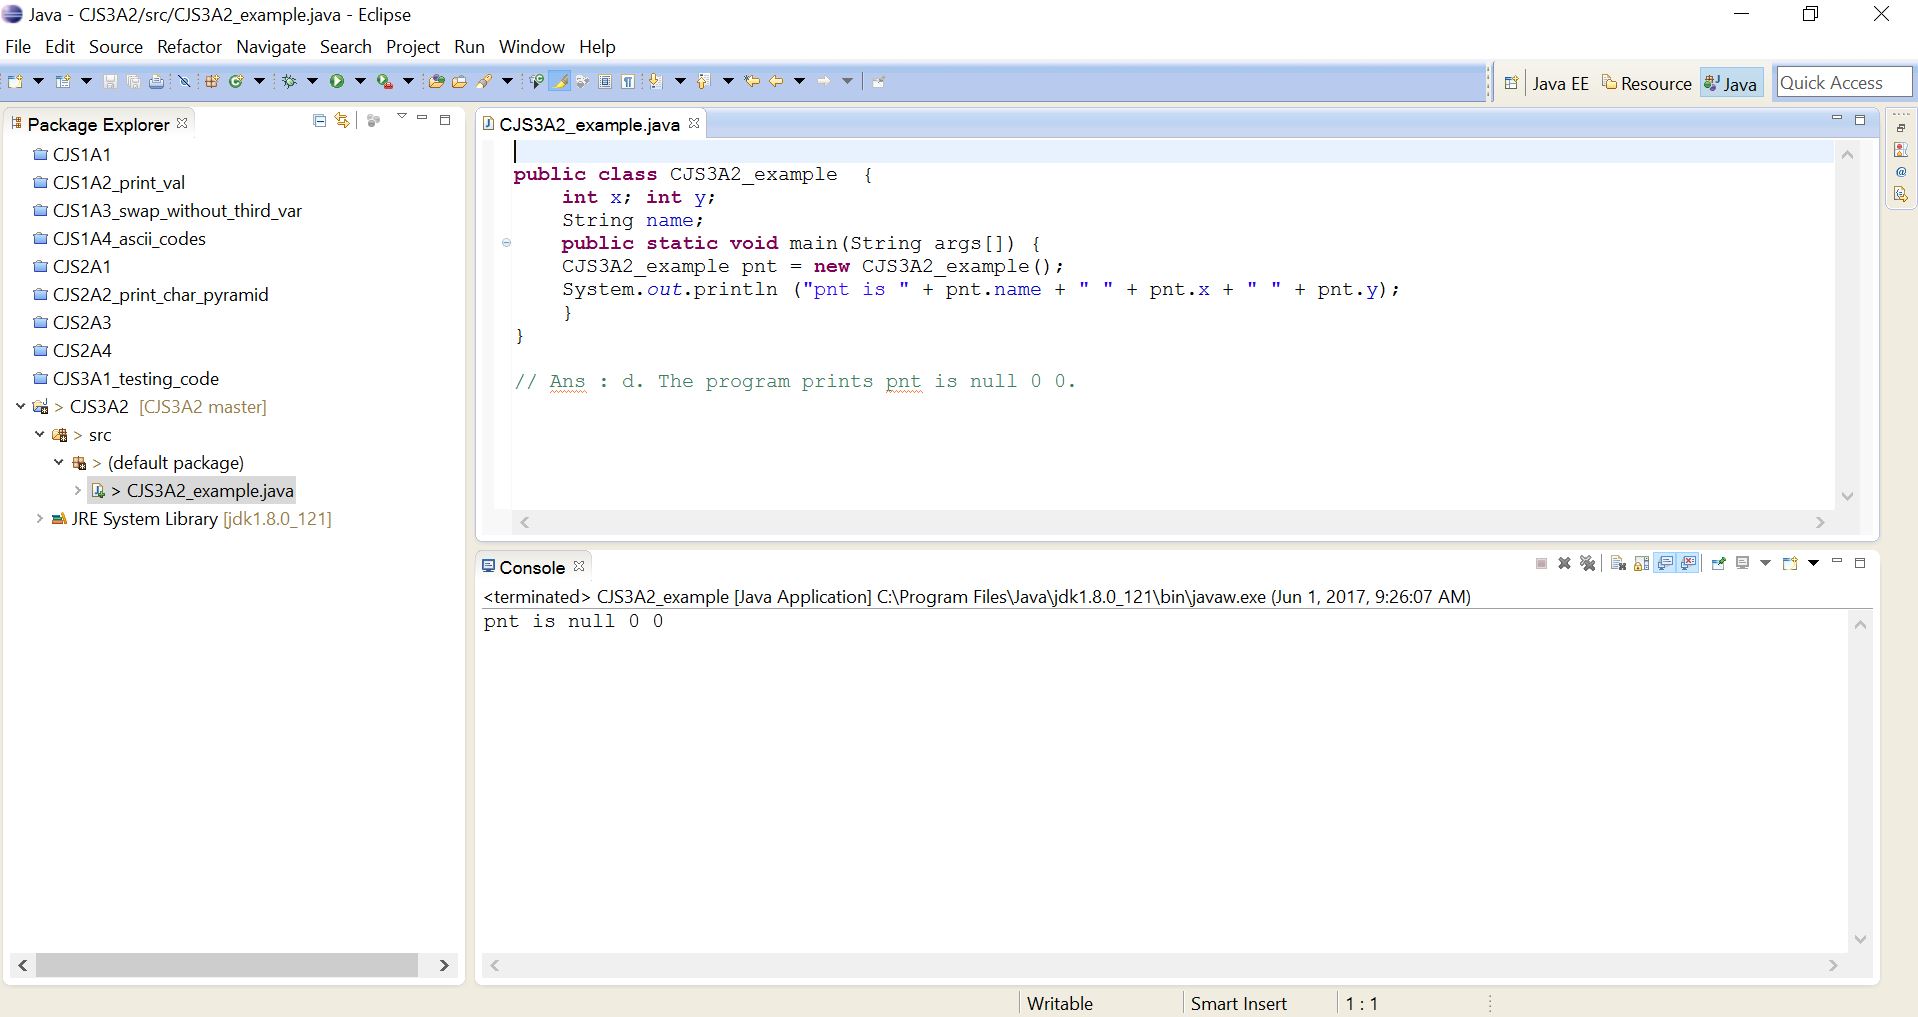 Java - CJS3A2/src/CJS3A2_example.java - Eclipse
File Edit Source Refactor Navigate Search Project Run Window Help
Java EE Resource Java Quick Access
Package Explorer
CJS1A1
CJS1A2_print_val
CJS1A3_swap_without_third_var
CJS1A4_ascii_codes
CJS2A1
CJS2A2_print_char_pyramid
CJS2A3
CJS2A4
CJS3A1_testing_code
> CJS3A2 [CJS3A2 master]
> src
> (default package)
> CJS3A2_example.java
JRE System Library [jdk1.8.0_121]
CJS3A2_example.java
public class CJS3A2_example  {
    int x; int y;
    String name;
    public static void main(String args[]) {
    CJS3A2_example pnt = new CJS3A2_example();
    System.out.println ("pnt is " + pnt.name + " " + pnt.x + " " + pnt.y);
    }
}
// Ans : d. The program prints pnt is null 0 0.
Console
<terminated> CJS3A2_example [Java Application] C:\Program Files\Java\jdk1.8.0_121\bin\javaw.exe (Jun 1, 2017, 9:26:07 AM)
pnt is null 0 0
Writable Smart Insert 1 : 1